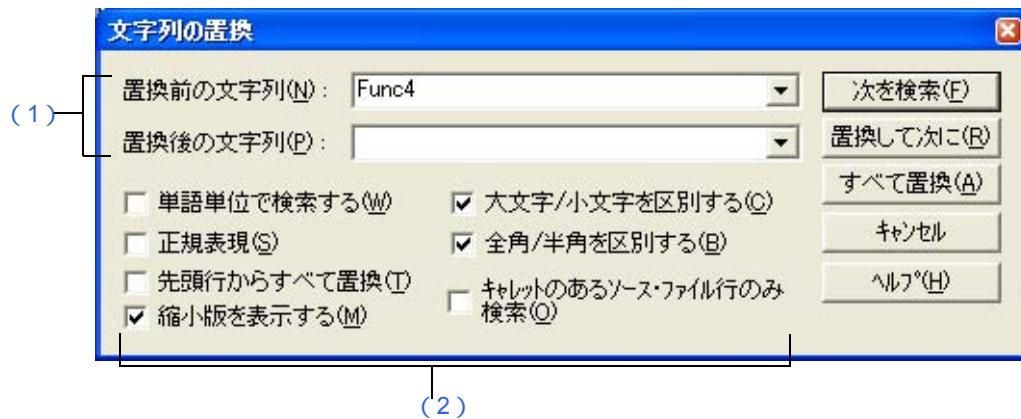 文字列の置換
(1)
置換前の文字列(N): Func4
置換後の文字列(P):
次を検索(F)
置換して次に(R)
すべて置換(A)
キャンセル
ヘルプ(H)
単語単位で検索する(W)
正規表現(S)
先頭行からすべて置換(T)
縮小版を表示する(M)
大文字/小文字を区別する(C)
全角/半角を区別する(B)
キャレットのあるソース・ファイル行のみ
検索(O)
(2)